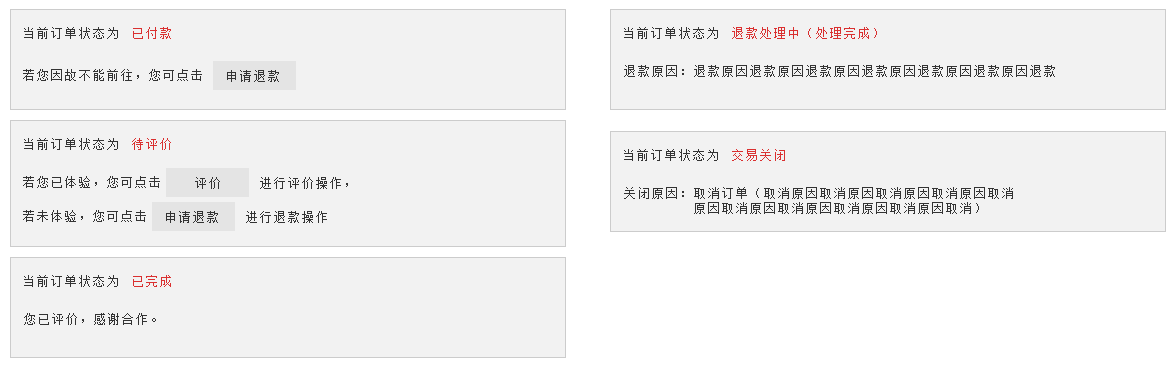 当前订单状态为 已付款
若您因故不能前往，您可点击 申请退款
当前订单状态为 待评价
若您已体验，您可点击 评价 进行评价操作，
若未体验，您可点击 申请退款 进行退款操作
当前订单状态为 已完成
您已评价，感谢合作。
当前订单状态为 退款处理中（处理完成）
退款原因：退款原因退款原因退款原因退款原因退款原因退款原因退款
当前订单状态为 交易关闭
关闭原因：取消订单（取消原因取消原因取消原因取消原因取消
原因取消原因取消原因取消原因取消原因取消）